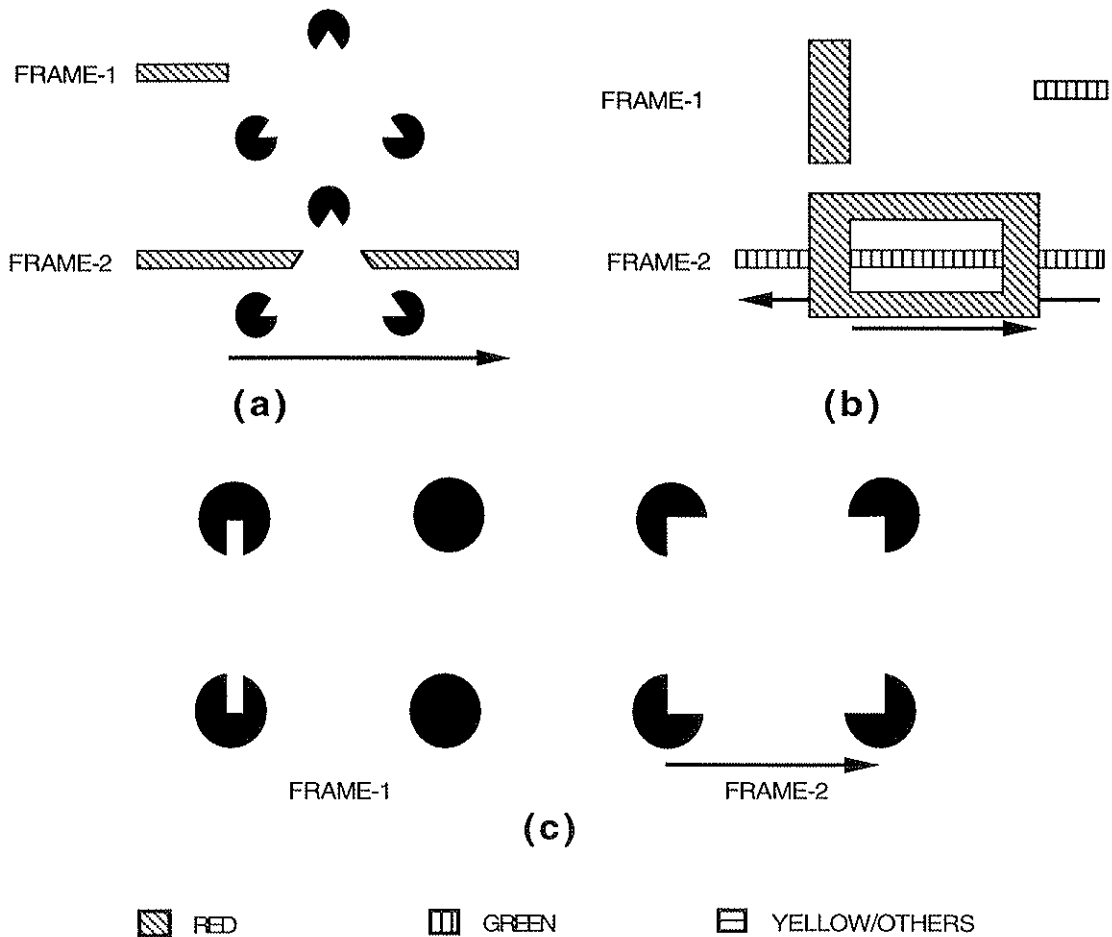 FRAME-1
FRAME-2
(a)
FRAME-1
FRAME-2
(b)
FRAME-1
FRAME-2
(c)
RED
GREEN
YELLOW/OTHERS